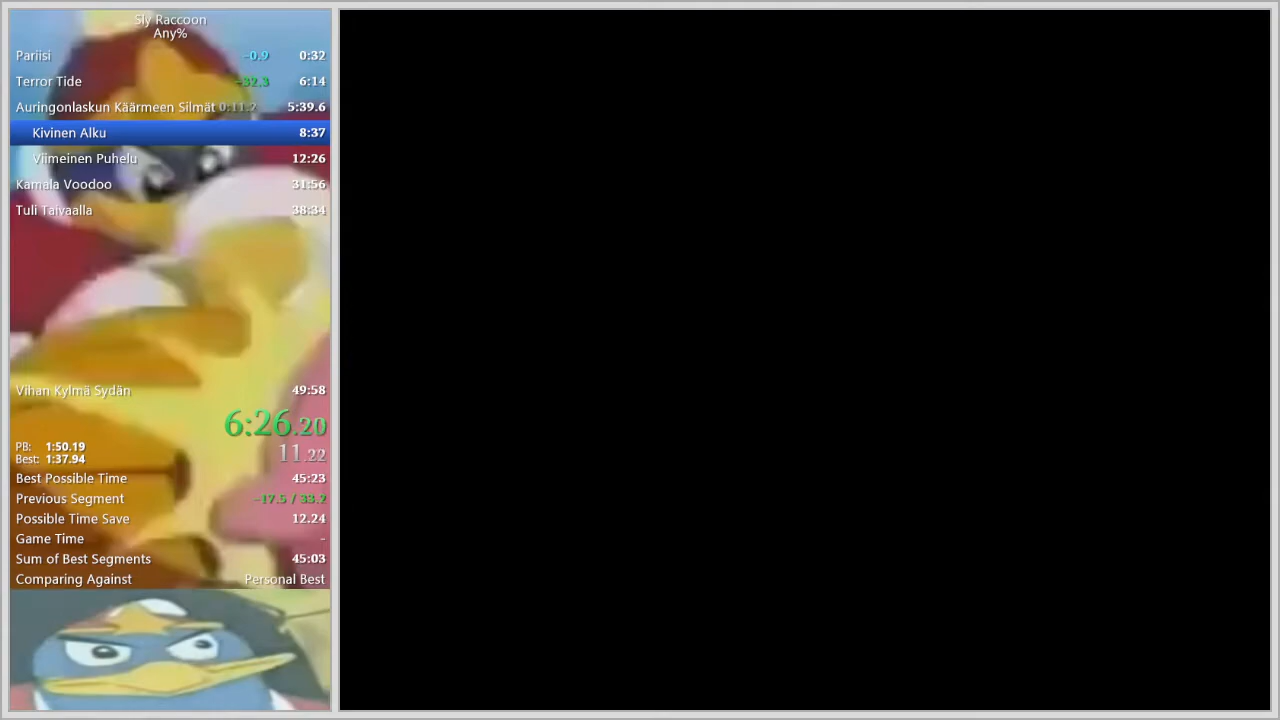 Sly Raccoon
Any%
Pariisi -0.9 0:32
Terror Tide -32.3 6:14
Auringonlaskun Käärmeen Silmät 0:11.2 5:39.6
Kivinen Alku 8:37
Viimeinen Puhelu 12:26
Kamala Voodoo 31:56
Tuli Taivaalla 38:34
Vihan Kylmä Sydän 49:58
6:26.20
PB: 1:50.19
Best: 1:37.94
11.22
Best Possible Time 45:23
Previous Segment -17.5 / 33.2
Possible Time Save 12.24
Game Time -
Sum of Best Segments 45:03
Comparing Against Personal Best